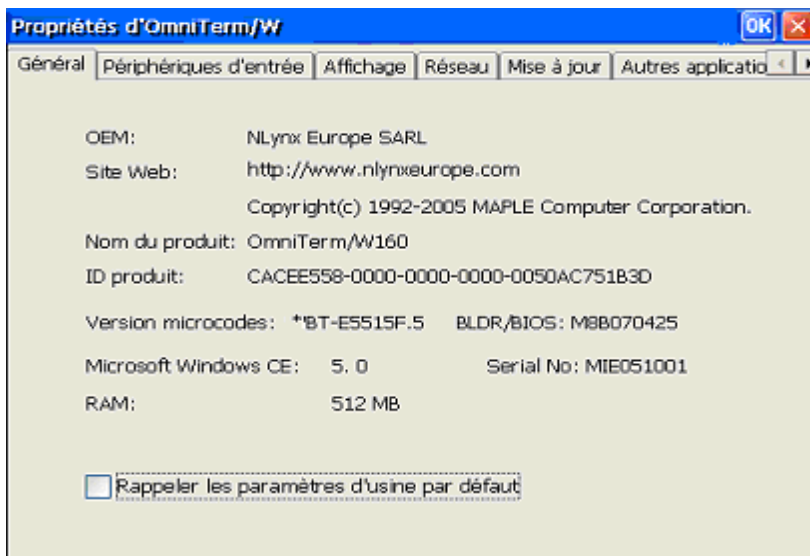 Propriétés d'OmniTerm/W OK
Général Périphériques d'entrée Affichage Réseau Mise à jour Autres applicatio
OEM: NLynx Europe SARL
Site Web: http://www.nlynxeurope.com
Copyright(c) 1992-2005 MAPLE Computer Corporation.
Nom du produit: OmniTerm/W160
ID produit: CACEE558-0000-0000-0000-0050AC751B3D
Version microcodes: *'BT-E5515F.5 BLDR/BIOS: M8B070425
Microsoft Windows CE: 5. 0 Serial No: MIE051001
RAM: 512 MB
Rappeler les paramètres d'usine par défaut